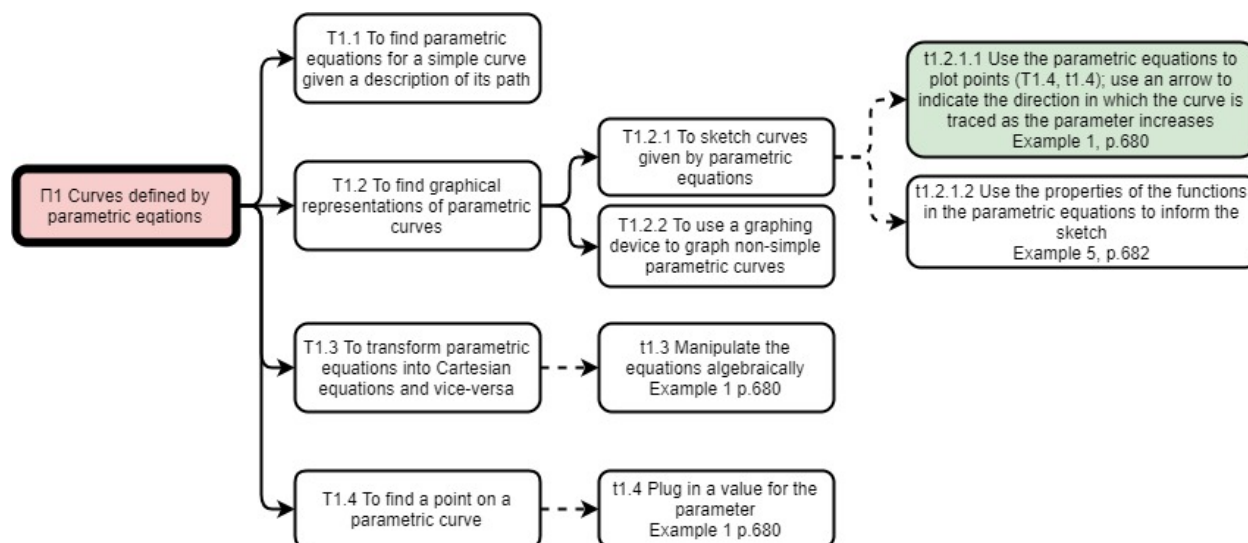 T1.1 To find parametric
equations for a simple curve
given a description of its path
t1.2.1.1 Use the parametric equations to
plot points (T1.4, t1.4); use an arrow to
indicate the direction in which the curve is
traced as the parameter increases
Example 1, p.680
T1.2.1 To sketch curves
given by parametric
equations
Π1 Curves defined by
parametric eqations
T1.2 To find graphical
representations of parametric
curves
t1.2.1.2 Use the properties of the functions
in the parametric equations to inform the
sketch
Example 5, p.682
T1.2.2 To use a graphing
device to graph non-simple
parametric curves
T1.3 To transform parametric
equations into Cartesian
equations and vice-versa
t1.3 Manipulate the
equations algebraically
Example 1 p.680
T1.4 To find a point on a
parametric curve
t1.4 Plug in a value for the
parameter
Example 1 p.680